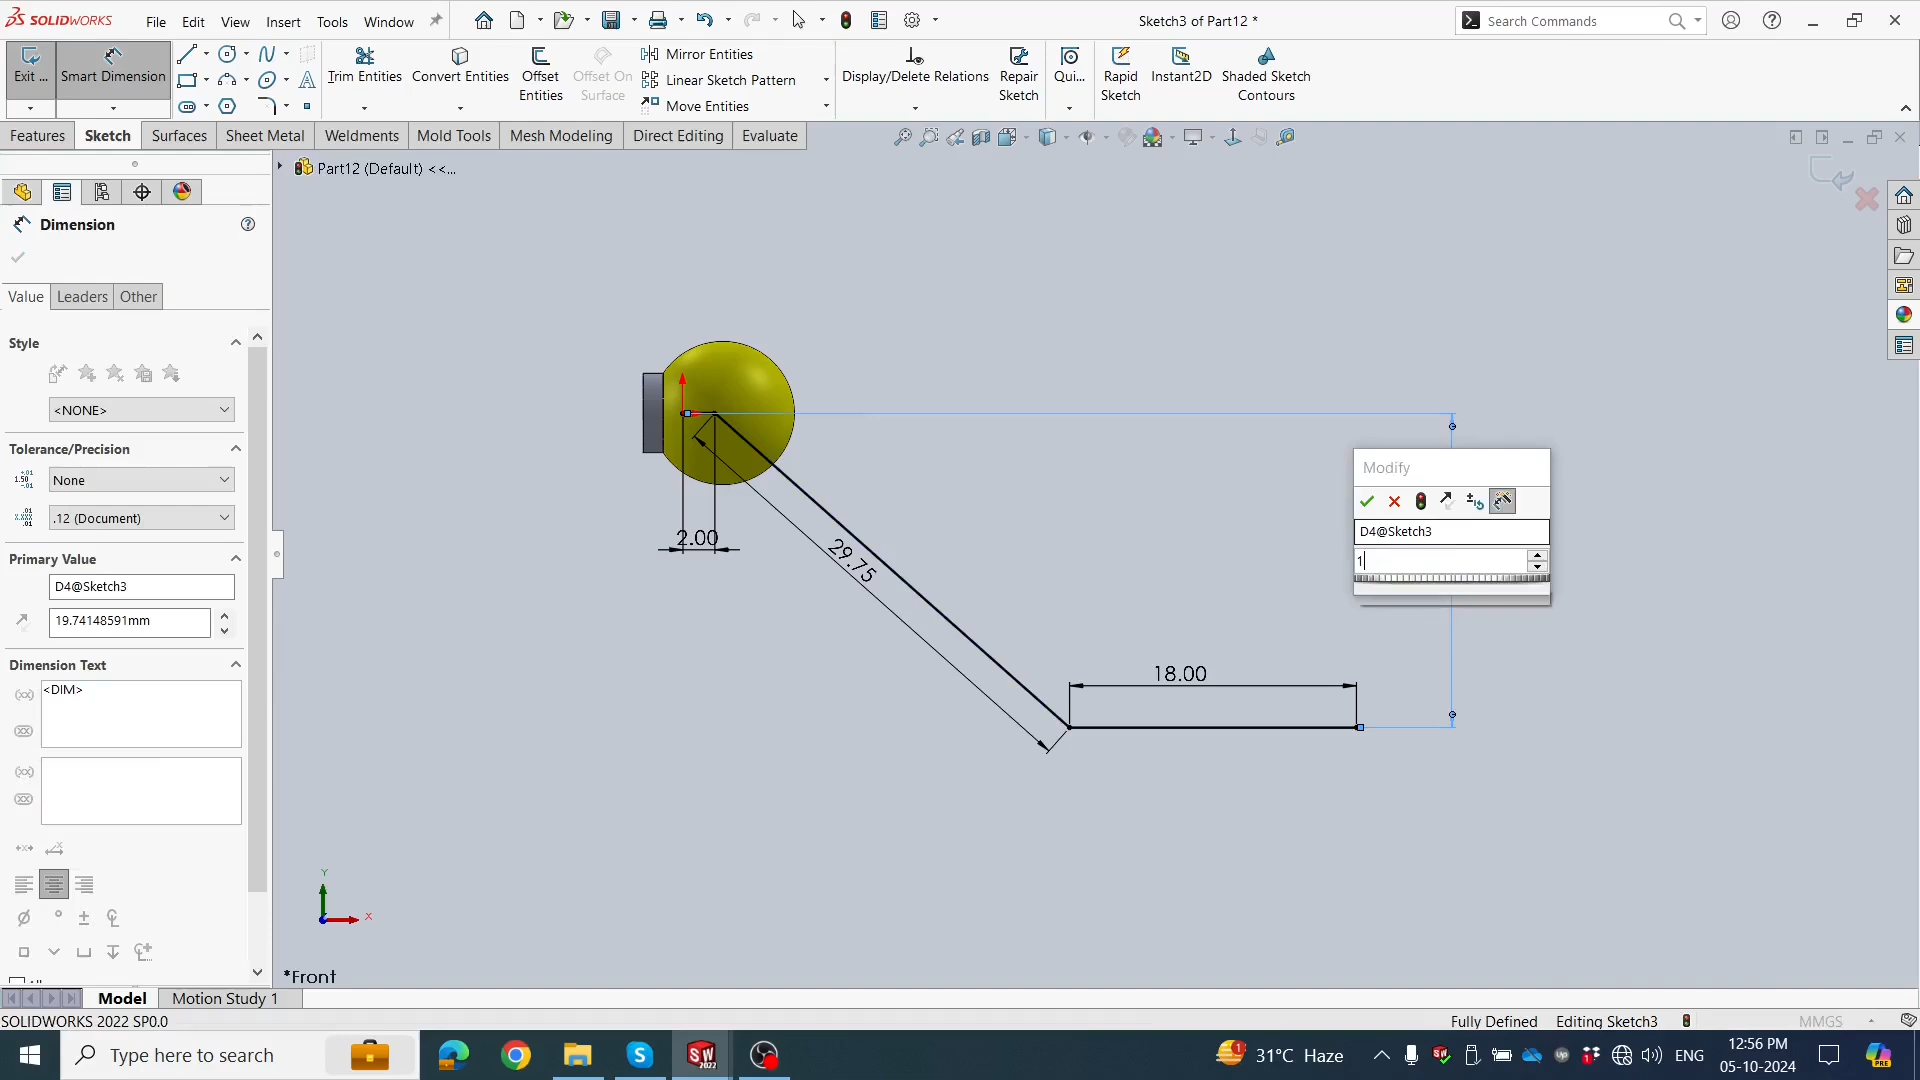 SOLIDWORKS File Edit View Insert Tools Window Sketch3 of Part12 * Search Commands
Exit ... Smart Dimension Trim Entities Convert Entities Offset Entities Offset On Surface Mirror Entities Linear Sketch Pattern Move Entities Display/Delete Relations Repair Sketch Qui... Rapid Sketch Instant2D Shaded Sketch Contours
Features Sketch Surfaces Sheet Metal Weldments Mold Tools Mesh Modeling Direct Editing Evaluate
Part12 (Default) <<...
Dimension
Value Leaders Other
Style
<NONE>
Tolerance/Precision
None
.12 (Document)
Primary Value
D4@Sketch3
19.74148591mm
Dimension Text
<DIM>
Modify
D4@Sketch3
1
2.00
29.75
18.00
Y
X
*Front
Model Motion Study 1
SOLIDWORKS 2022 SP0.0 Fully Defined Editing Sketch3 MMGS
Type here to search 31°C Haze ENG 12:56 PM
05-10-2024